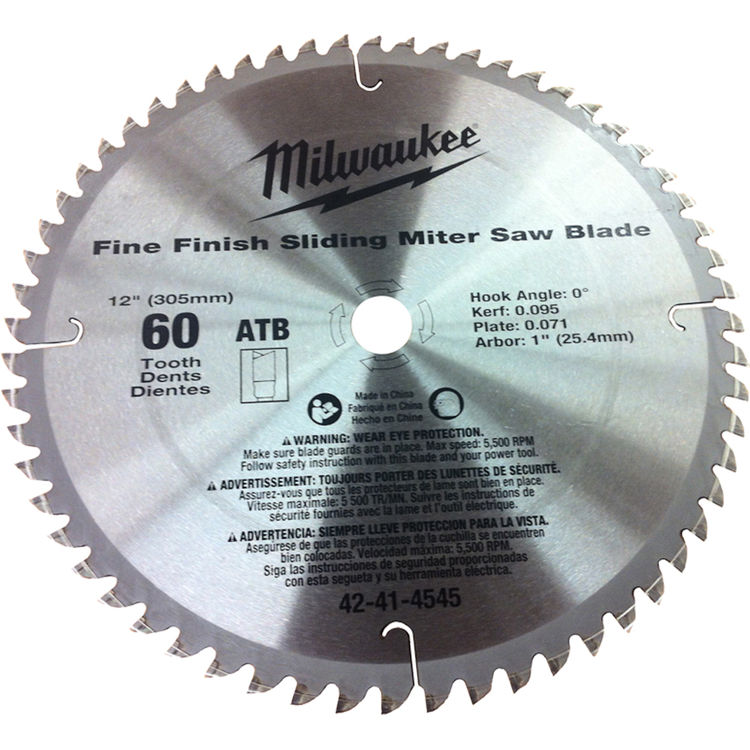 Milwaukee
Fine Finish Sliding Miter Saw Blade
12" (305mm)
60
Tooth
Dents
Dientes
ATB
Hook Angle: 0°
Kerf: 0.095
Plate: 0.071
Arbor: 1" (25.4mm)
Made in China
Fabriqué en China
Hecho en Chine
⚠ WARNING: WEAR EYE PROTECTION.
Make sure blade guards are in place. Max speed: 5,500 RPM
Follow safety instruction with this blade and your power tool.
⚠ ADVERTISSEMENT: TOUJOURS PORTER DES LUNETTES DE SÉCURITÉ.
Assurez-vous que tous les protecteurs de lame sont bien en place.
Vitesse maximale: 5 500 TR/MN. Suivre les instructions de
sécurité fournies avec la lame et l'outil électrique.
⚠ ADVERTENCIA: SIEMPRE LLEVE PROTECCION PARA LA VISTA.
Asegúrese de que las protecciones de la cuchilla se encuentren
bien colocadas. Velocidad máxima: 5,500 RPM.
Siga las instrucciones de seguridad proporcionadas
con esta segueta y su herramienta eléctrica.
42-41-4545